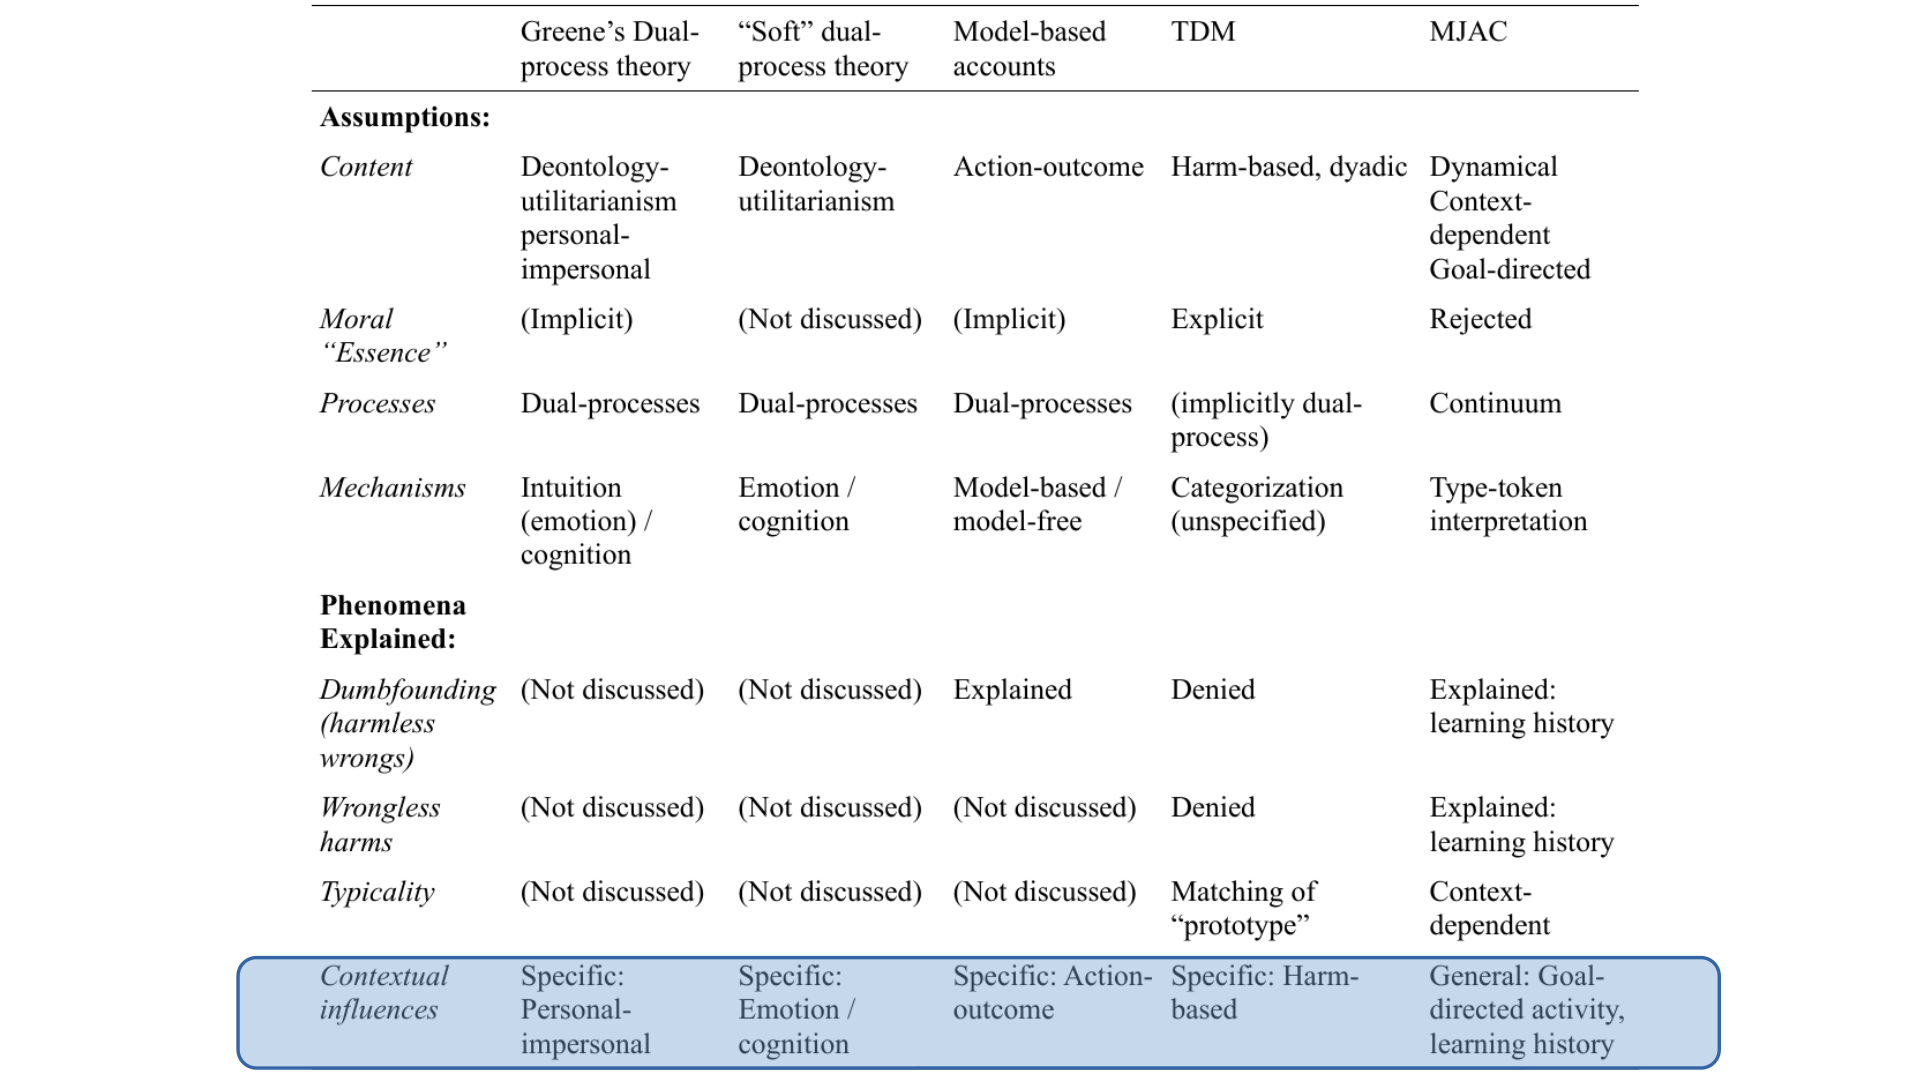 Greene’s Dual- “Soft” dual- Model-based TDM MJAC
process theory process theory accounts
Assumptions:
Content Deontology- Deontology- Action-outcome Harm-based, dyadic Dynamical
utilitarianism utilitarianism Context-
personal- dependent
impersonal Goal-directed
Moral (Implicit) (Not discussed) (Implicit) Explicit Rejected
“Essence”
Processes Dual-processes Dual-processes Dual-processes (implicitly dual- Continuum
process)
Mechanisms Intuition Emotion / Model-based / Categorization Type-token
(emotion) / cognition model-free (unspecified) interpretation
cognition
Phenomena
Explained:
Dumbfounding (Not discussed) (Not discussed) Explained Denied Explained:
(harmless learning history
wrongs)
Wrongless (Not discussed) (Not discussed) (Not discussed) Denied Explained:
harms learning history
Typicality (Not discussed) (Not discussed) (Not discussed) Matching of Context-
“prototype” dependent
Contextual Specific: Specific: Specific: Action- Specific: Harm- General: Goal-
influences Personal- Emotion / outcome based directed activity,
impersonal cognition learning history